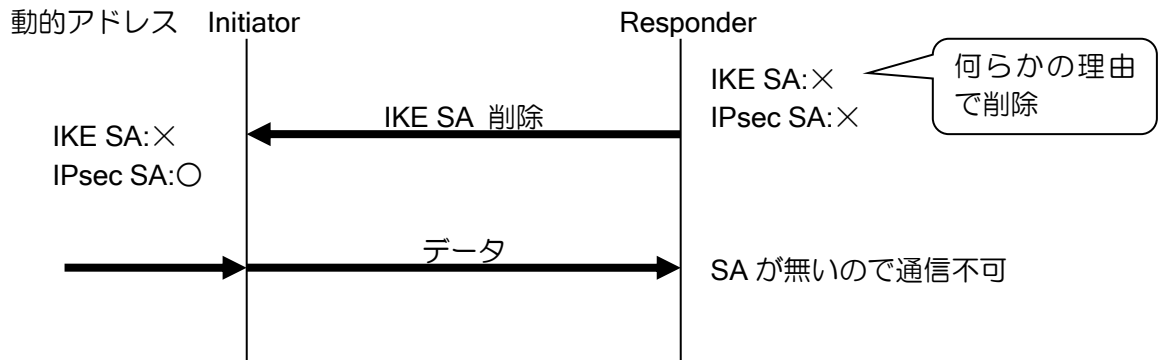 動的アドレス Initiator Responder
何らかの理由
で削除
IKE SA:×
IPsec SA:×
IKE SA 削除
IKE SA:×
IPsec SA:○
データ
SA が無いので通信不可